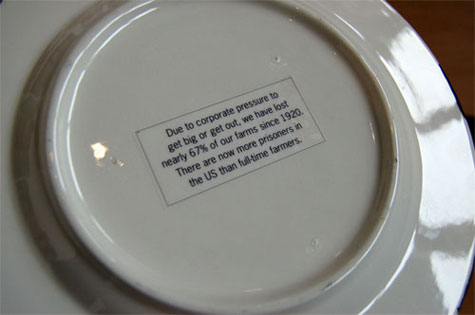 Due to corporate pressure to
get big or get out, we have lost
nearly 67% of our farms since 1920.
There are now more prisoners in
the US than full-time farmers.